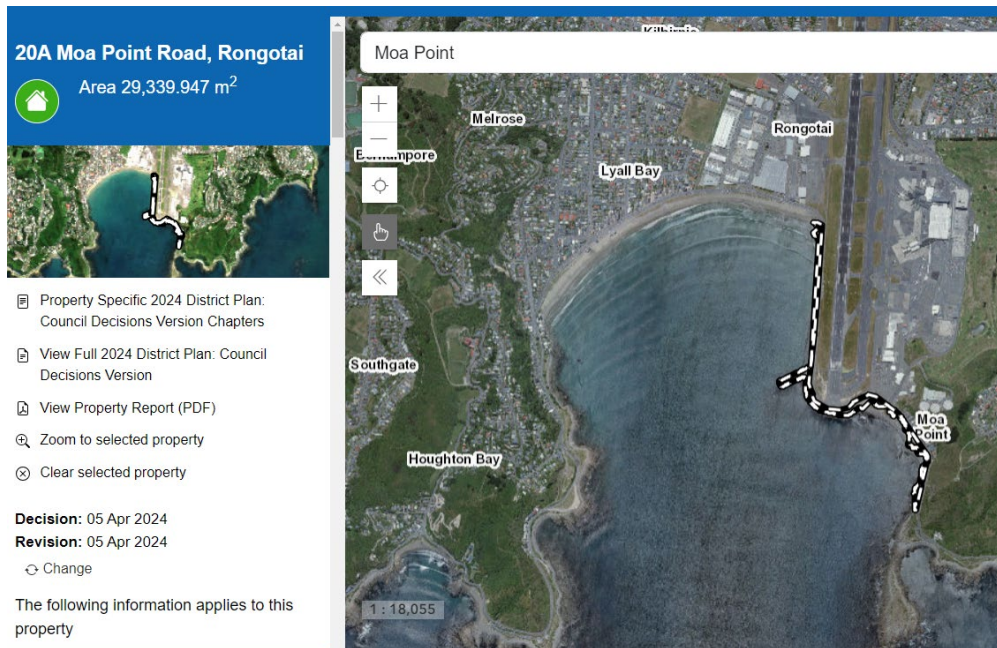 20A Moa Point Road, Rongotai
Area 29,339.947 m2
Property Specific 2024 District Plan:
Council Decisions Version Chapters
View Full 2024 District Plan: Council
Decisions Version
View Property Report (PDF)
Zoom to selected property
Clear selected property
Decision: 05 Apr 2024
Revision: 05 Apr 2024
Change
The following information applies to this
property
Moa Point
Melrose
Rongotai
Lyall Bay
Southgate
Moa
Point
Houghton Bay
1 : 18,055